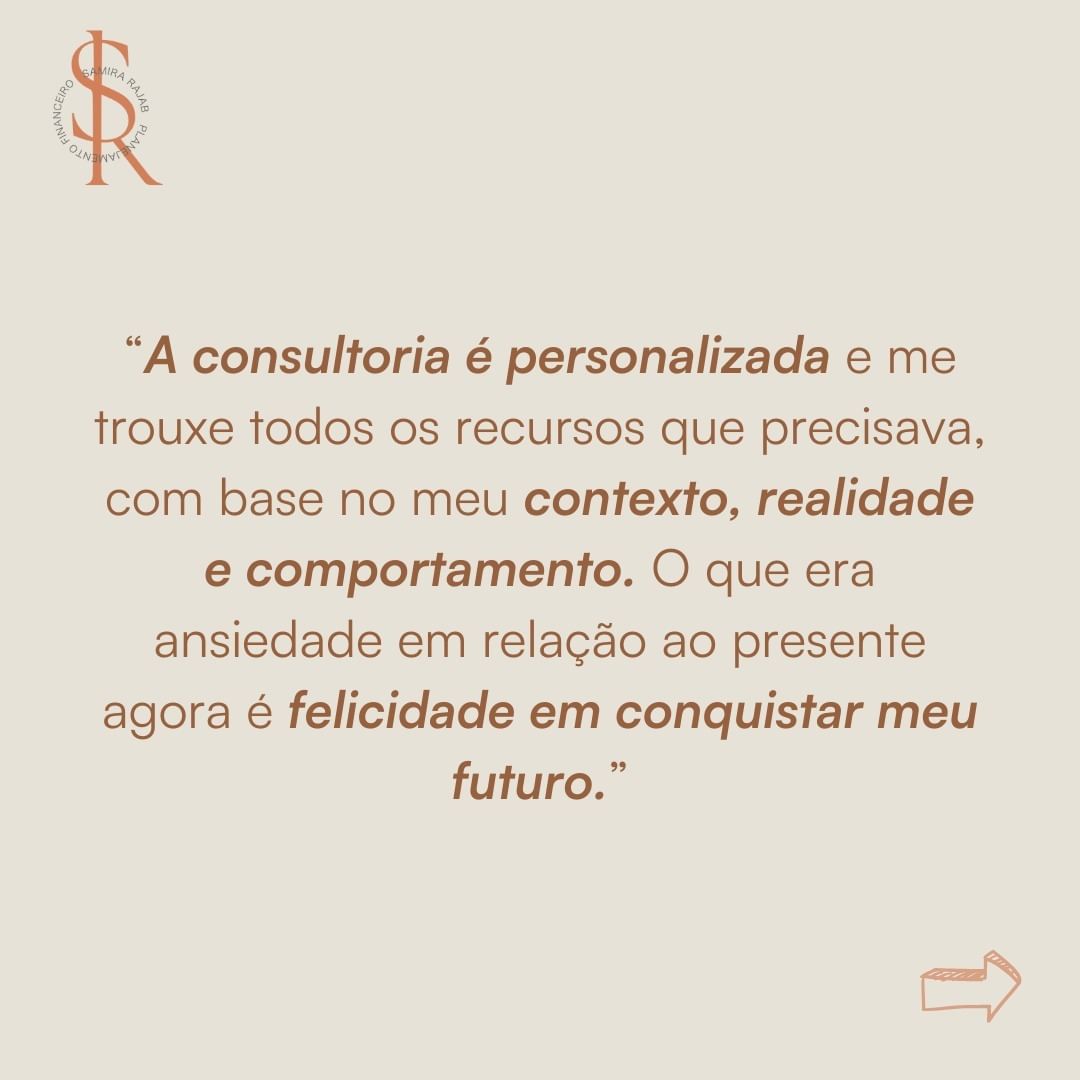 SAMIRA RAJAB PLANEJAMENTO FINANCEIRO
SR
“A consultoria é personalizada e me
trouxe todos os recursos que precisava,
com base no meu contexto, realidade
e comportamento. O que era
ansiedade em relação ao presente
agora é felicidade em conquistar meu
futuro.”